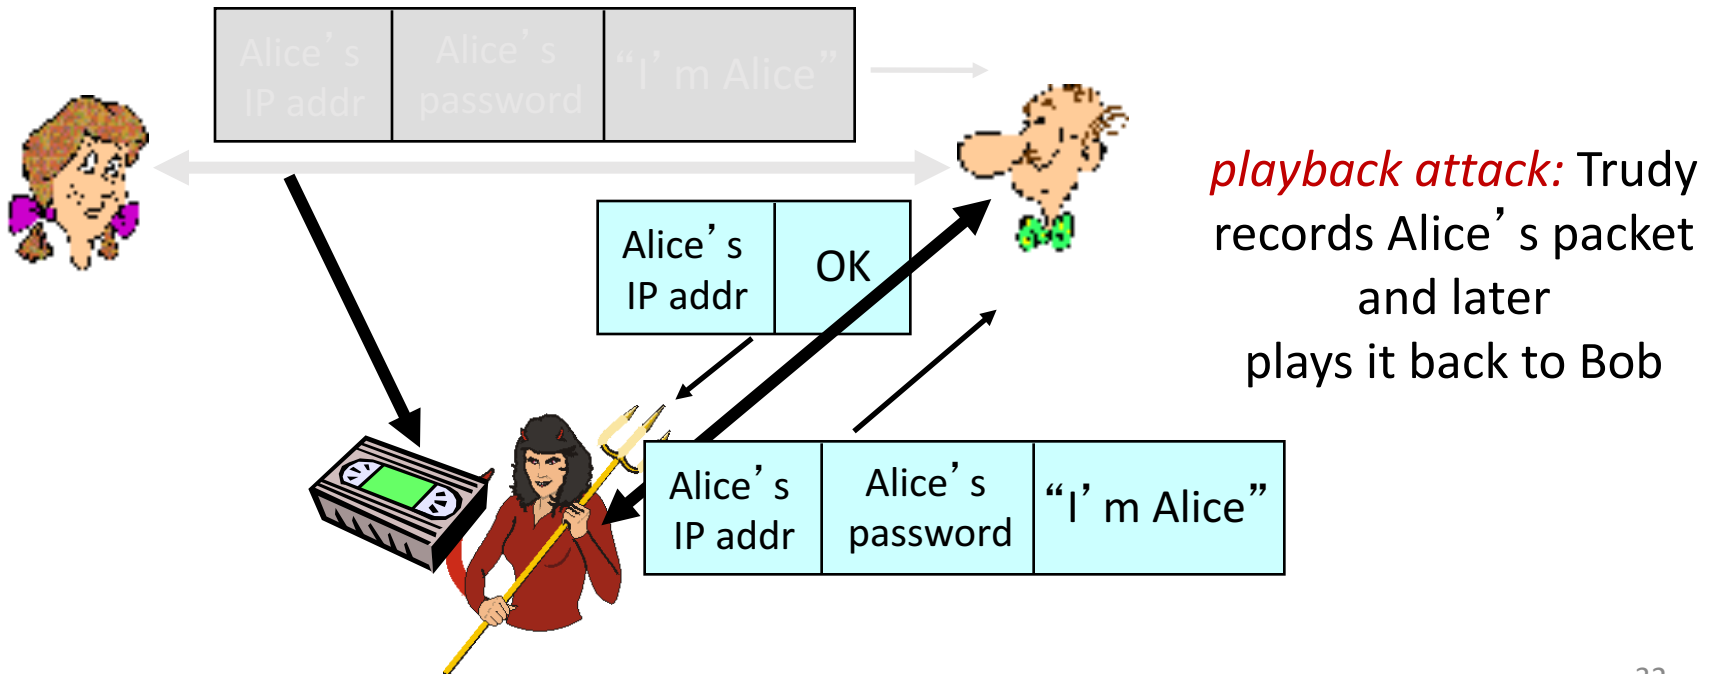 Alice’s
IP addr
Alice’s
password
“I’m Alice”
playback attack: Trudy
records Alice’s packet
and later
plays it back to Bob
Alice’s
IP addr
OK
Alice’s
IP addr
Alice’s
password
“I’m Alice”